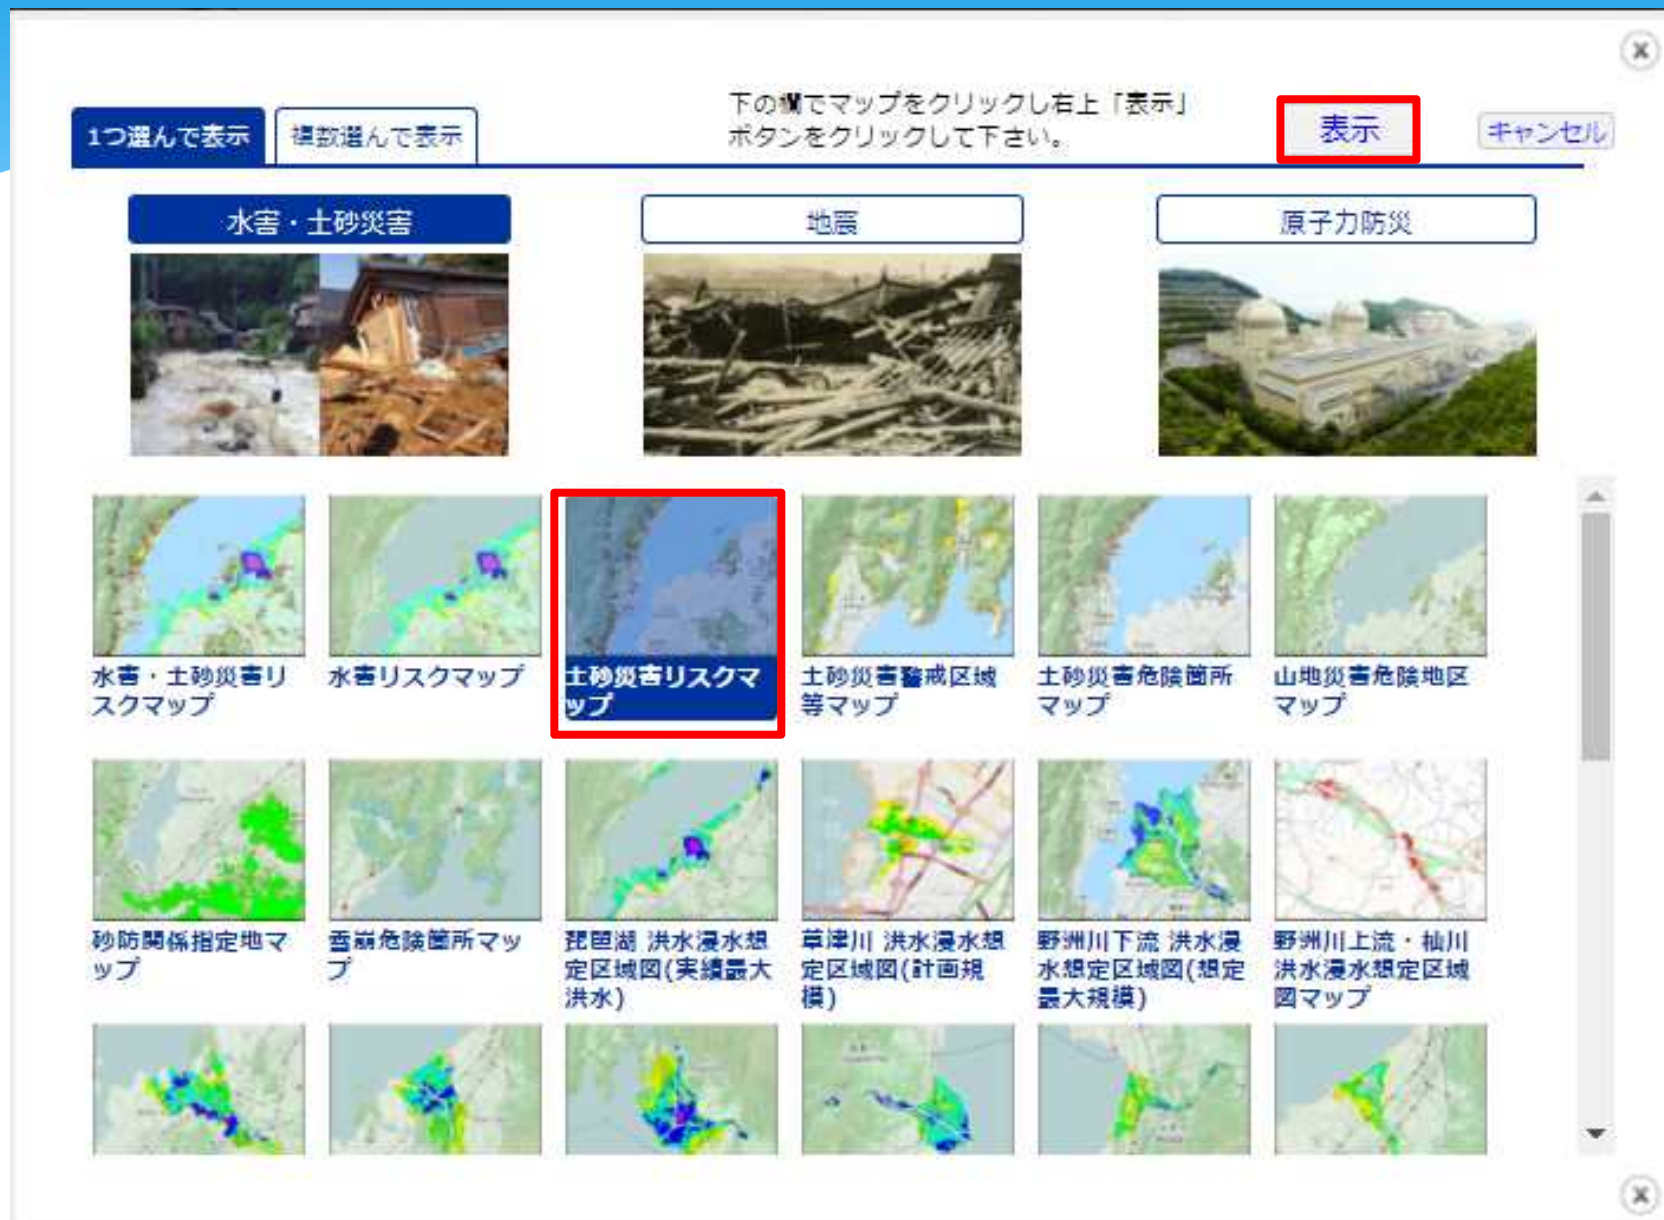 下の欄でマップをクリックし右上「表示」
ボタンをクリックして下さい。
1つ選んで表示
複数選んで表示
表示
キャンセル
水害・土砂災害
地震
原子力防災
水害・土砂災害リ
スクマップ
水害リスクマップ
土砂災害リスクマ
ップ
土砂災害警戒区域
等マップ
土砂災害危険箇所
マップ
山地災害危険地区
マップ
砂防関係指定地マ
ップ
雪崩危険箇所マッ
プ
琵琶湖 洪水浸水想
定区域図(実績最大
洪水)
草津川 洪水浸水想
定区域図(計画規
模)
野洲川下流 洪水浸
水想定区域図(想定
最大規模)
野洲川上流・杣川
洪水浸水想定区域
図マップ